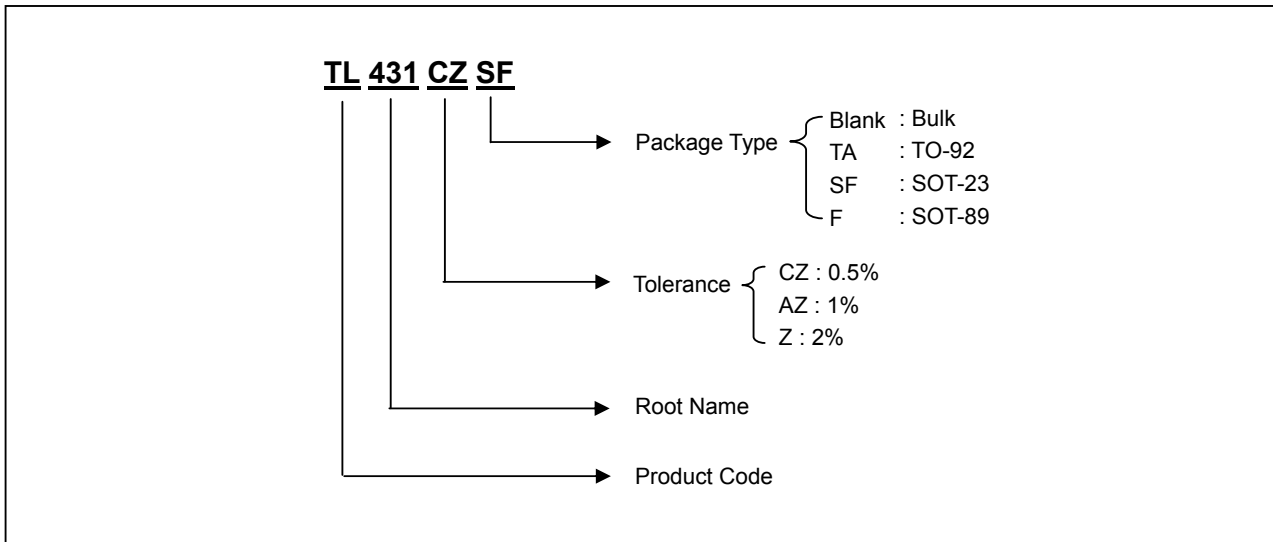 TL 431 CZ SF
Package Type
Blank : Bulk
TA : TO-92
SF : SOT-23
F : SOT-89
Tolerance
CZ : 0.5%
AZ : 1%
Z : 2%
Root Name
Product Code